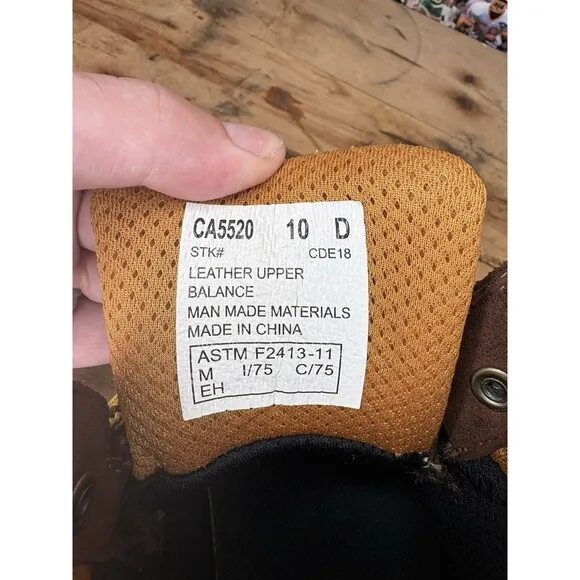 CA5520 10 D
STK# CDE18
LEATHER UPPER
BALANCE
MAN MADE MATERIALS
MADE IN CHINA
ASTM F2413-11
M I/75 C/75
EH